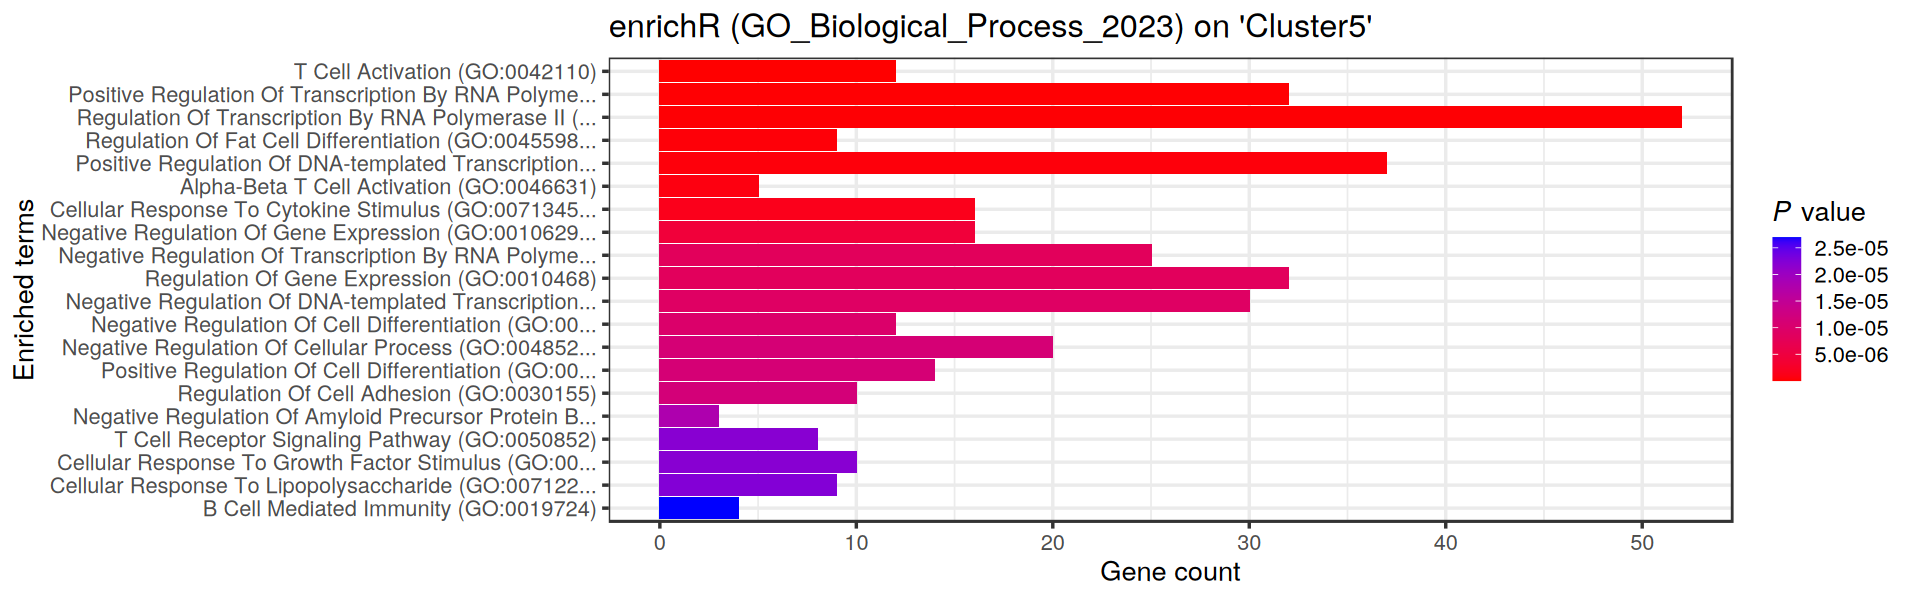 enrichR (GO_Biological_Process_2023) on 'Cluster5'
T Cell Activation (GO:0042110)
Positive Regulation Of Transcription By RNA Polyme...
Regulation Of Transcription By RNA Polymerase II (...
Regulation Of Fat Cell Differentiation (GO:0045598...
Positive Regulation Of DNA-templated Transcription...
Alpha-Beta T Cell Activation (GO:0046631)
Cellular Response To Cytokine Stimulus (GO:0071345...
Negative Regulation Of Gene Expression (GO:0010629...
Negative Regulation Of Transcription By RNA Polyme...
Regulation Of Gene Expression (GO:0010468)
Negative Regulation Of DNA-templated Transcription...
Negative Regulation Of Cell Differentiation (GO:00...
Negative Regulation Of Cellular Process (GO:004852...
Positive Regulation Of Cell Differentiation (GO:00...
Regulation Of Cell Adhesion (GO:0030155)
Negative Regulation Of Amyloid Precursor Protein B...
T Cell Receptor Signaling Pathway (GO:0050852)
Cellular Response To Growth Factor Stimulus (GO:00...
Cellular Response To Lipopolysaccharide (GO:007122...
B Cell Mediated Immunity (GO:0019724)
Enriched terms
0 10 20 30 40 50
Gene count
P value
2.5e-05
2.0e-05
1.5e-05
1.0e-05
5.0e-06